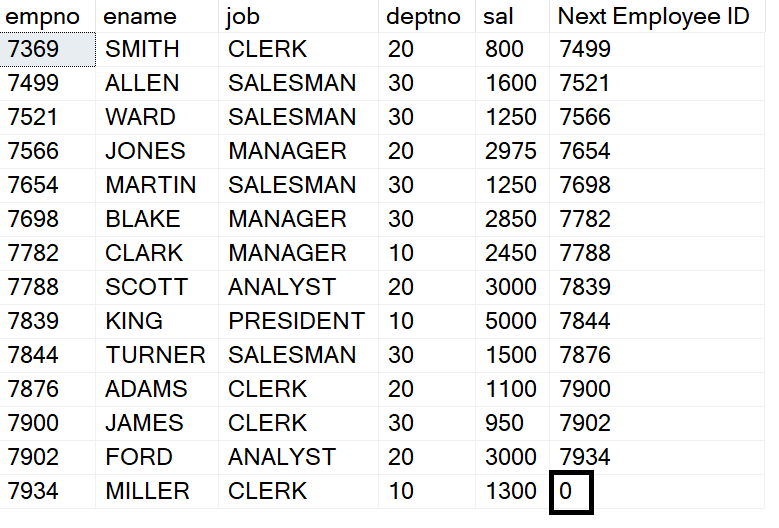 empno ename job deptno sal Next Employee ID
7369 SMITH CLERK 20 800 7499
7499 ALLEN SALESMAN 30 1600 7521
7521 WARD SALESMAN 30 1250 7566
7566 JONES MANAGER 20 2975 7654
7654 MARTIN SALESMAN 30 1250 7698
7698 BLAKE MANAGER 30 2850 7782
7782 CLARK MANAGER 10 2450 7788
7788 SCOTT ANALYST 20 3000 7839
7839 KING PRESIDENT 10 5000 7844
7844 TURNER SALESMAN 30 1500 7876
7876 ADAMS CLERK 20 1100 7900
7900 JAMES CLERK 30 950 7902
7902 FORD ANALYST 20 3000 7934
7934 MILLER CLERK 10 1300 0